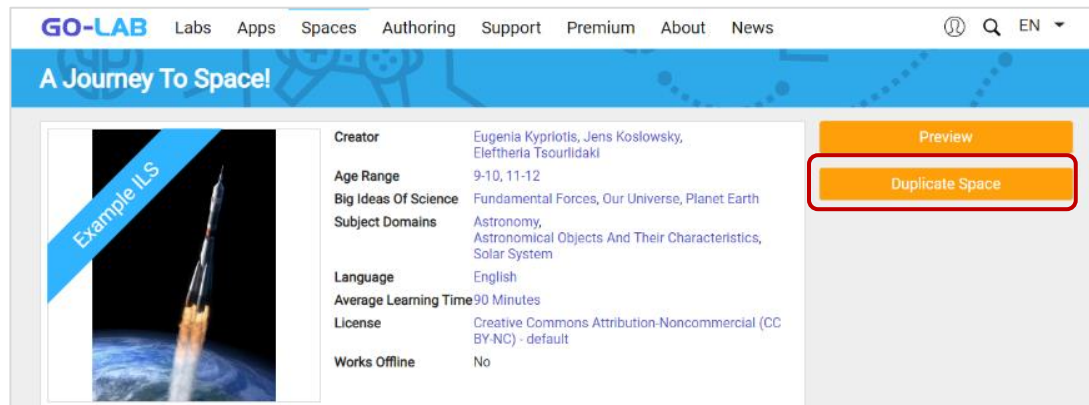 GO-LAB Labs Apps Spaces Authoring Support Premium About News EN
A Journey To Space!
Example ILS
Creator Eugenia Kypriotis, Jens Koslowsky,
Eleftheria Tsourlidaki
Age Range 9-10, 11-12
Big Ideas Of Science Fundamental Forces, Our Universe, Planet Earth
Subject Domains Astronomy,
Astronomical Objects And Their Characteristics,
Solar System
Language English
Average Learning Time 90 Minutes
License Creative Commons Attribution-Noncommercial (CC
BY-NC) - default
Works Offline No
Preview
Duplicate Space